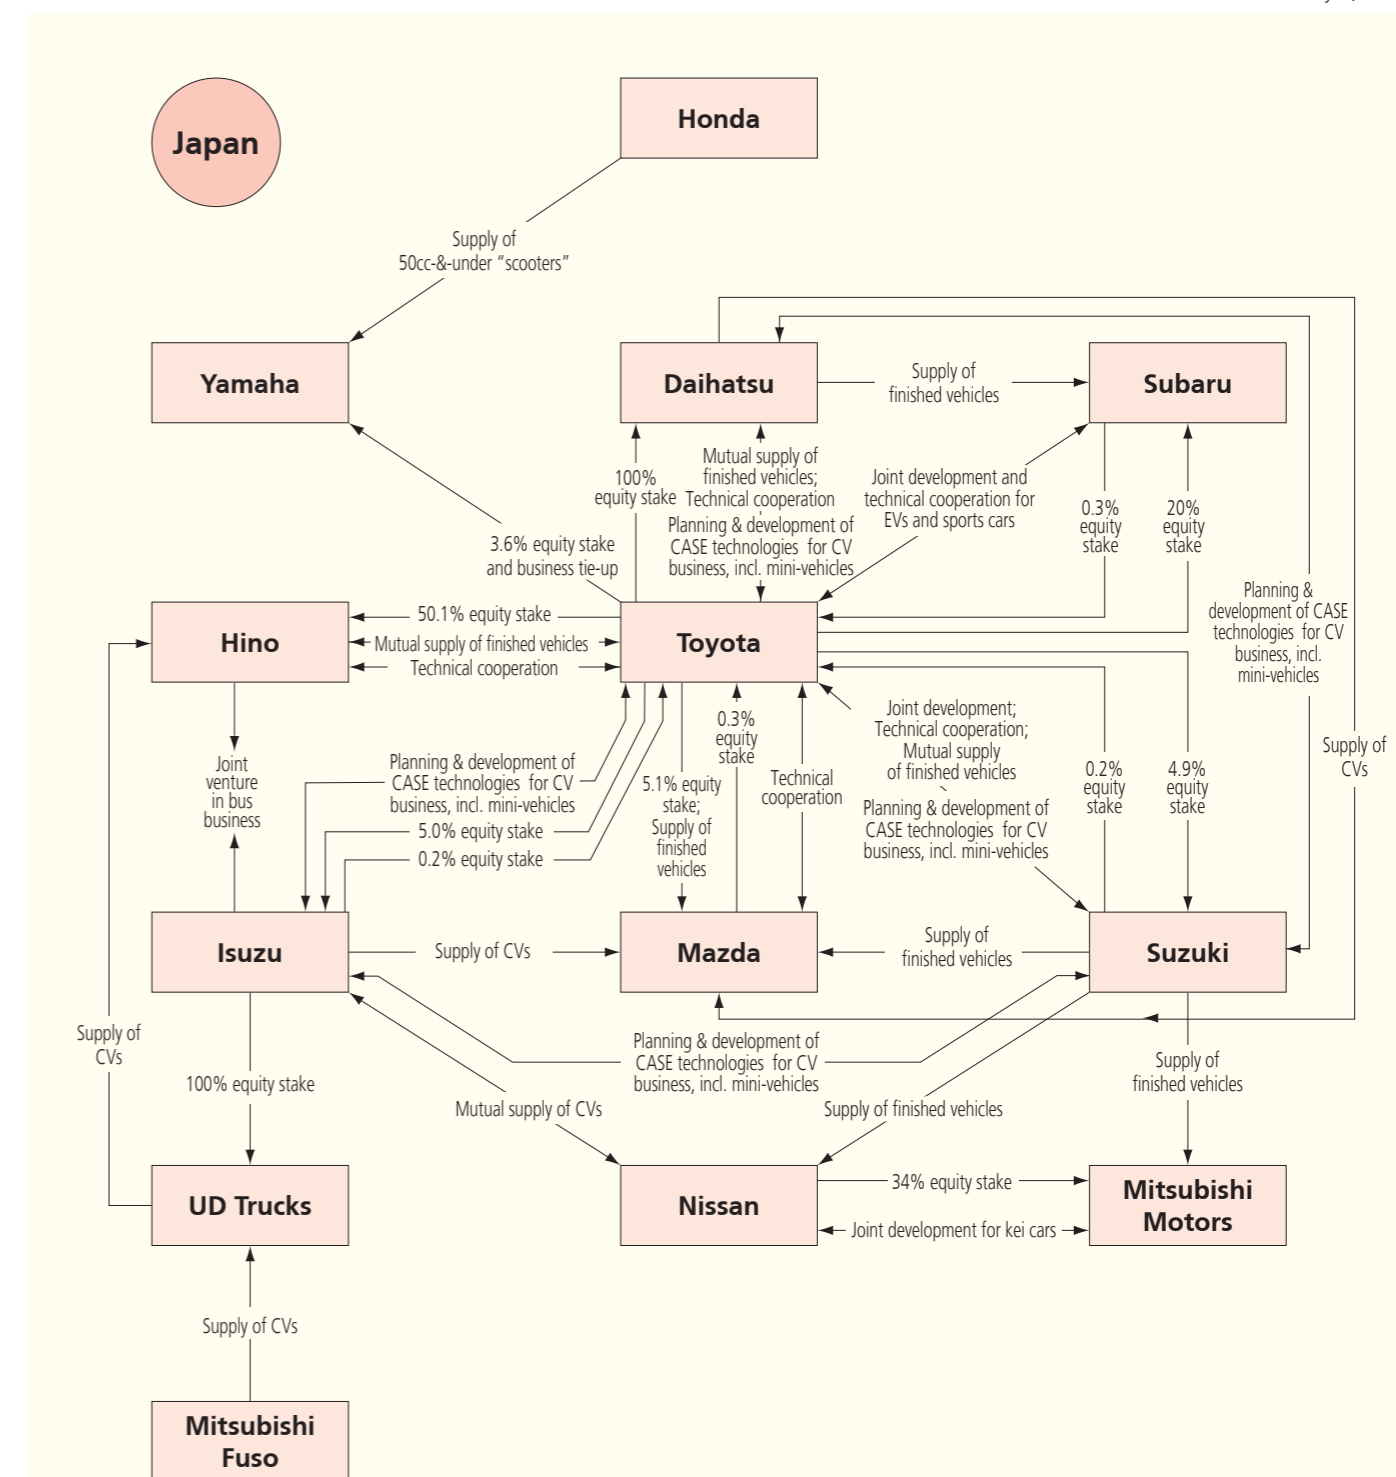 Japan
Honda
Supply of
50cc-&-under “scooters”
Yamaha
Daihatsu
Supply of
finished vehicles
Subaru
100%
equity stake
Mutual supply of
finished vehicles;
Technical cooperation
Planning & development of
CASE technologies for CV
business, incl. mini-vehicles
Joint development and
technical cooperation for
EVs and sports cars
0.3%
equity
stake
20%
equity
stake
3.6% equity stake
and business tie-up
Planning &
development of CASE
technologies for CV
business, incl.
mini-vehicles
Hino
50.1% equity stake
Mutual supply of finished vehicles
Technical cooperation
Toyota
Joint
venture
in bus
business
Planning & development of
CASE technologies for CV
business, incl. mini-vehicles
5.0% equity stake
0.2% equity stake
5.1% equity
stake;
Supply of
finished
vehicles
0.3%
equity
stake
Technical
cooperation
Joint development;
Technical cooperation;
Mutual supply
of finished vehicles
Planning & development of
CASE technologies for CV
business, incl. mini-vehicles
0.2%
equity
stake
4.9%
equity
stake
Supply of
CVs
Isuzu
Supply of CVs
Mazda
Supply of
finished vehicles
Suzuki
Supply of
CVs
100% equity stake
Planning & development of
CASE technologies for CV
business, incl. mini-vehicles
Mutual supply of CVs
Supply of finished vehicles
Supply of
finished vehicles
UD Trucks
Nissan
34% equity stake
Joint development for kei cars
Mitsubishi
Motors
Supply of CVs
Mitsubishi
Fuso